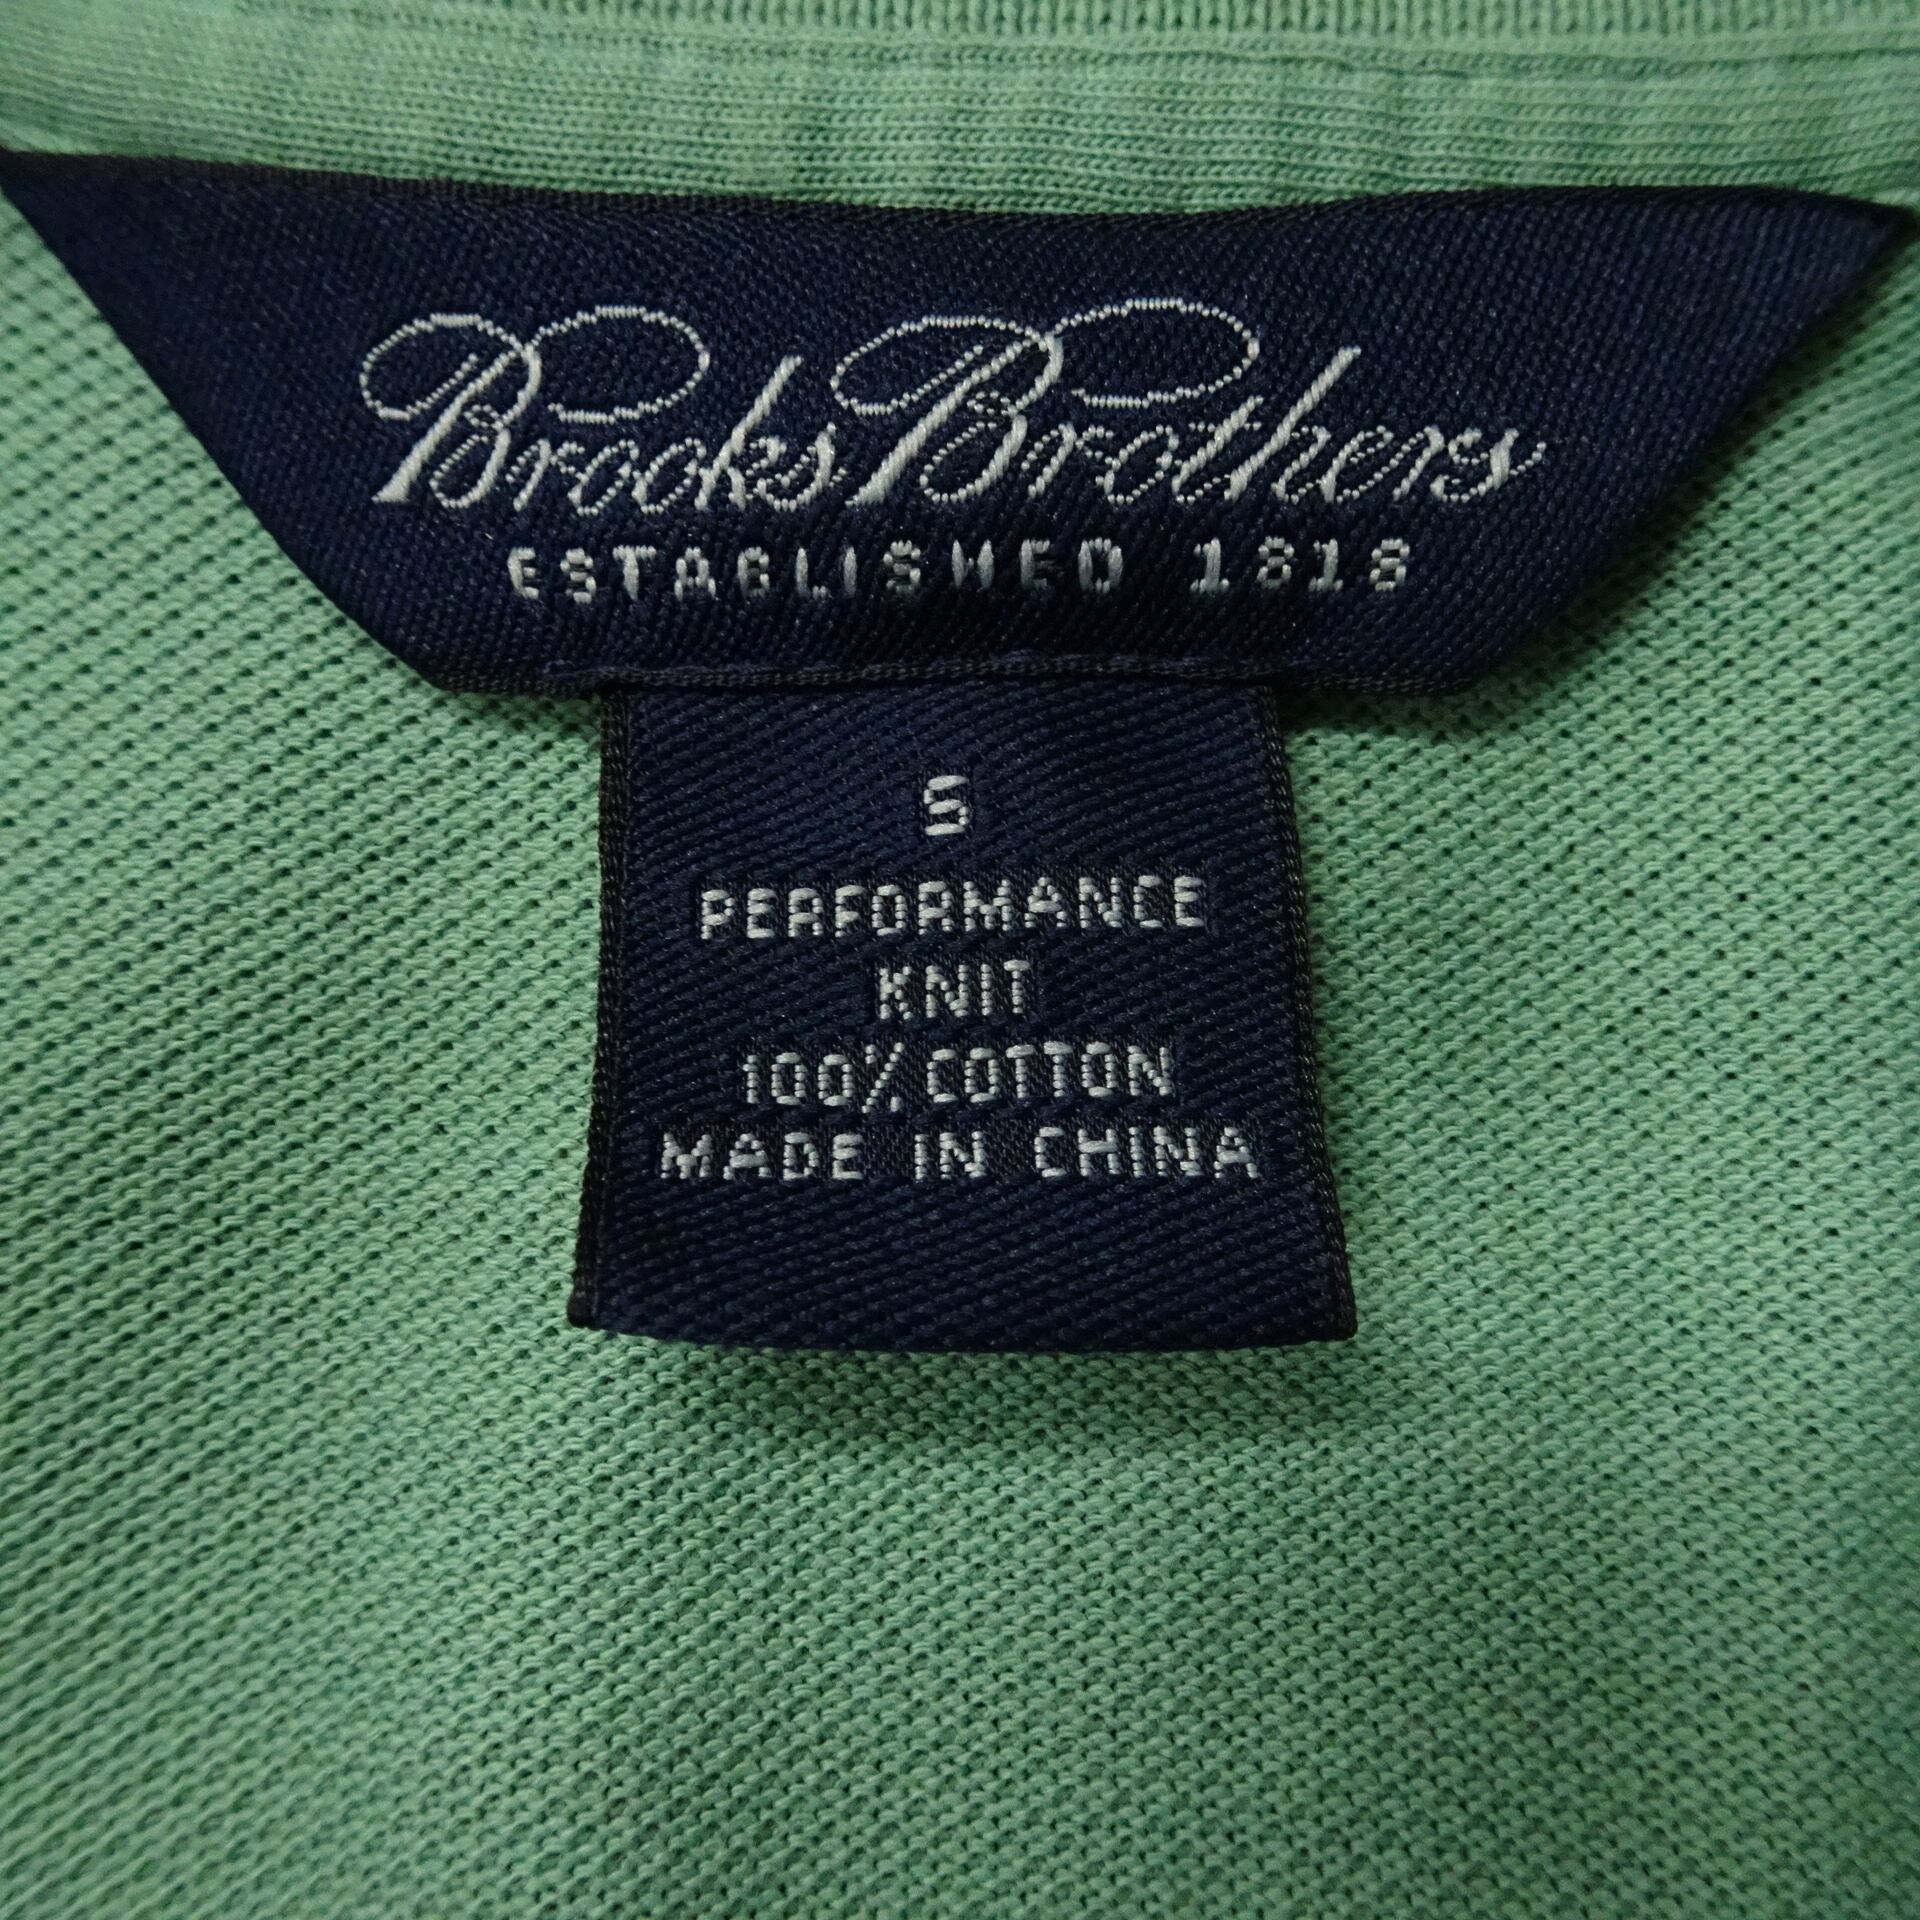 Brooks Brothers
ESTABLISHED 1818
S
PERFORMANCE
KNIT
100% COTTON
MADE IN CHINA